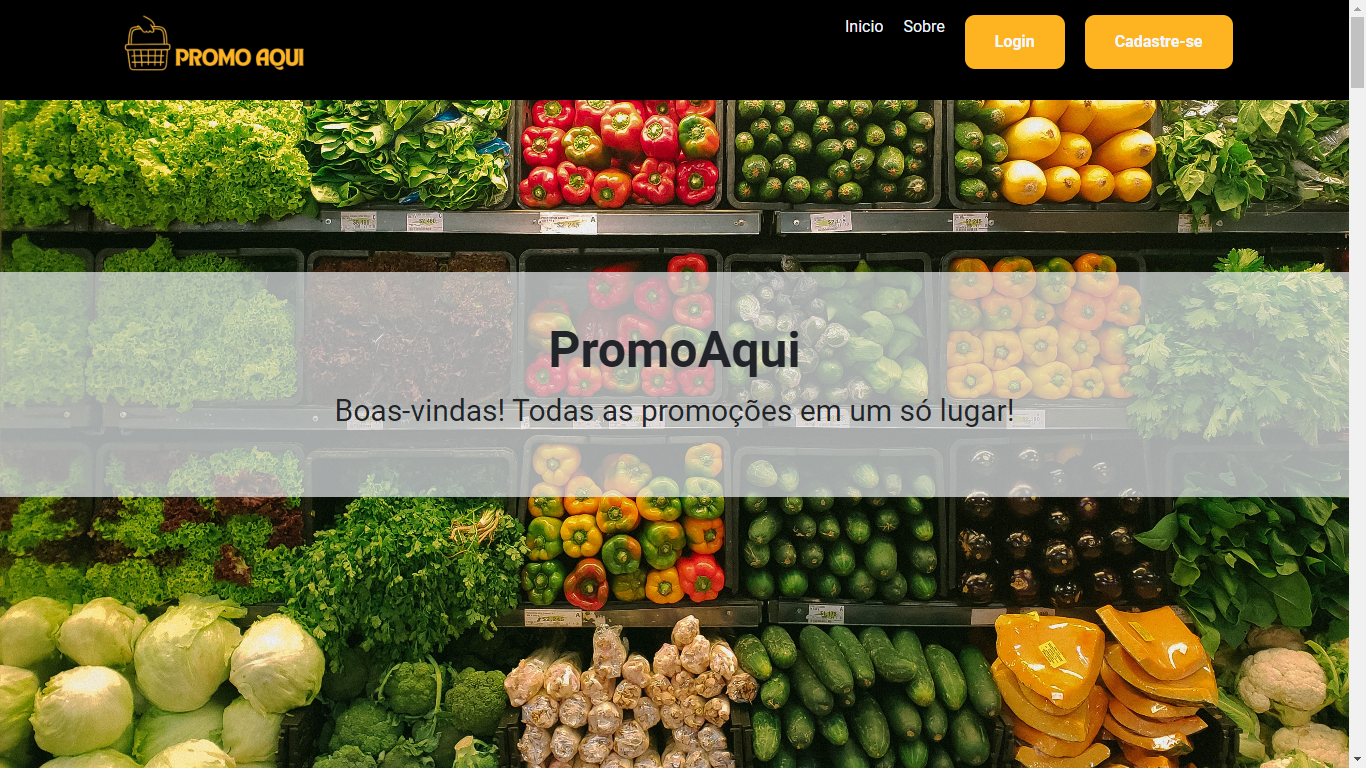 PROMO AQUI
Inicio
Sobre
Login
Cadastre-se
PromoAqui
Boas-vindas! Todas as promoções em um só lugar!